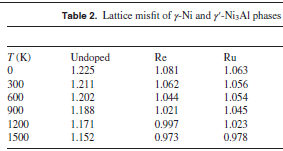 Table 2. Lattice misfit of γ-Ni and γ′-Ni3Al phases
T (K) Undoped Re Ru
0 1.225 1.081 1.063
300 1.211 1.062 1.056
600 1.202 1.044 1.054
900 1.188 1.021 1.045
1200 1.171 0.997 1.023
1500 1.152 0.973 0.978